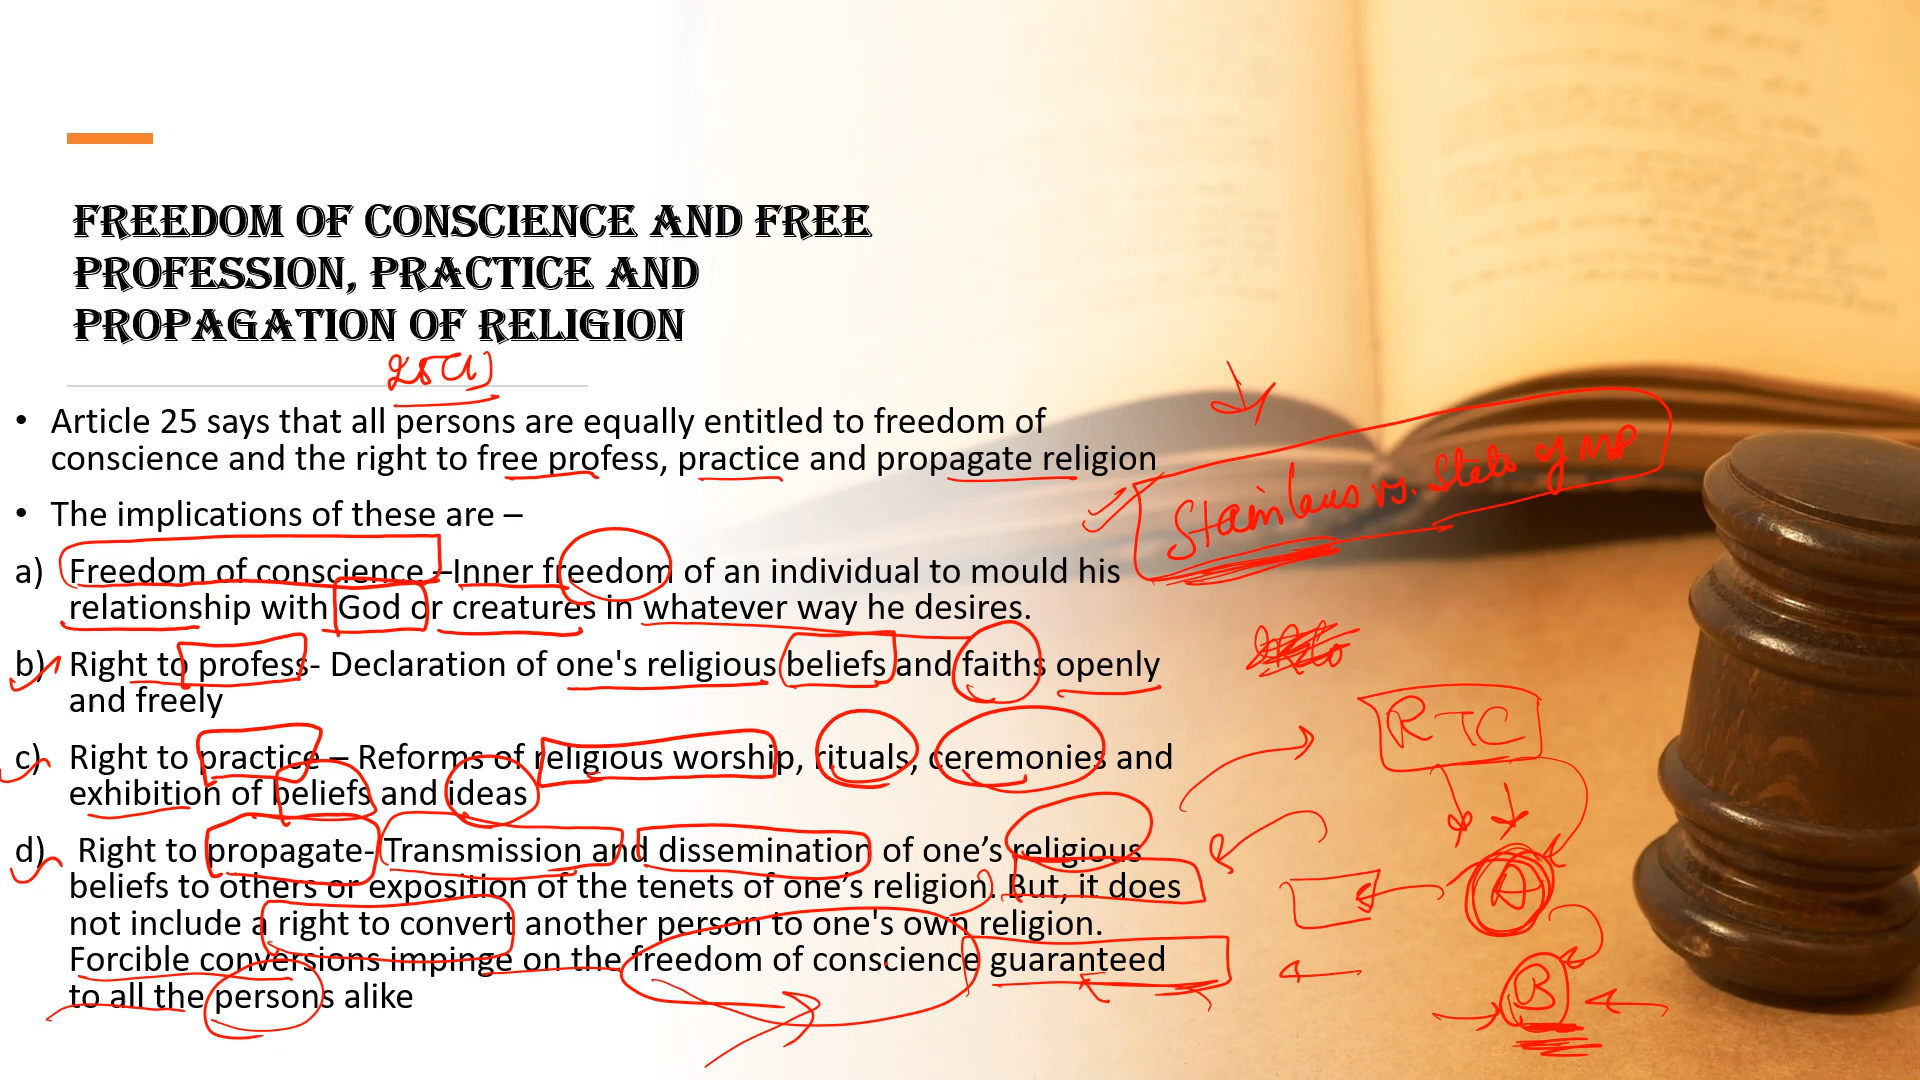 FREEDOM OF CONSCIENCE AND FREE
PROFESSION, PRACTICE AND
PROPAGATION OF RELIGION
25(1)
• Article 25 says that all persons are equally entitled to freedom of
conscience and the right to free profess, practice and propagate religion
• The implications of these are –
a) Freedom of conscience –Inner freedom of an individual to mould his
relationship with God or creatures in whatever way he desires.
b) Right to profess- Declaration of one's religious beliefs and faiths openly
and freely
c) Right to practice – Reforms of religious worship, rituals, ceremonies and
exhibition of beliefs and ideas
d) Right to propagate- Transmission and dissemination of one’s religious
beliefs to others or exposition of the tenets of one’s religion. But, it does
not include a right to convert another person to one's own religion.
Forcible conversions impinge on the freedom of conscience guaranteed
to all the persons alike
Stainlaus vs. State of MP
RTC
A
B